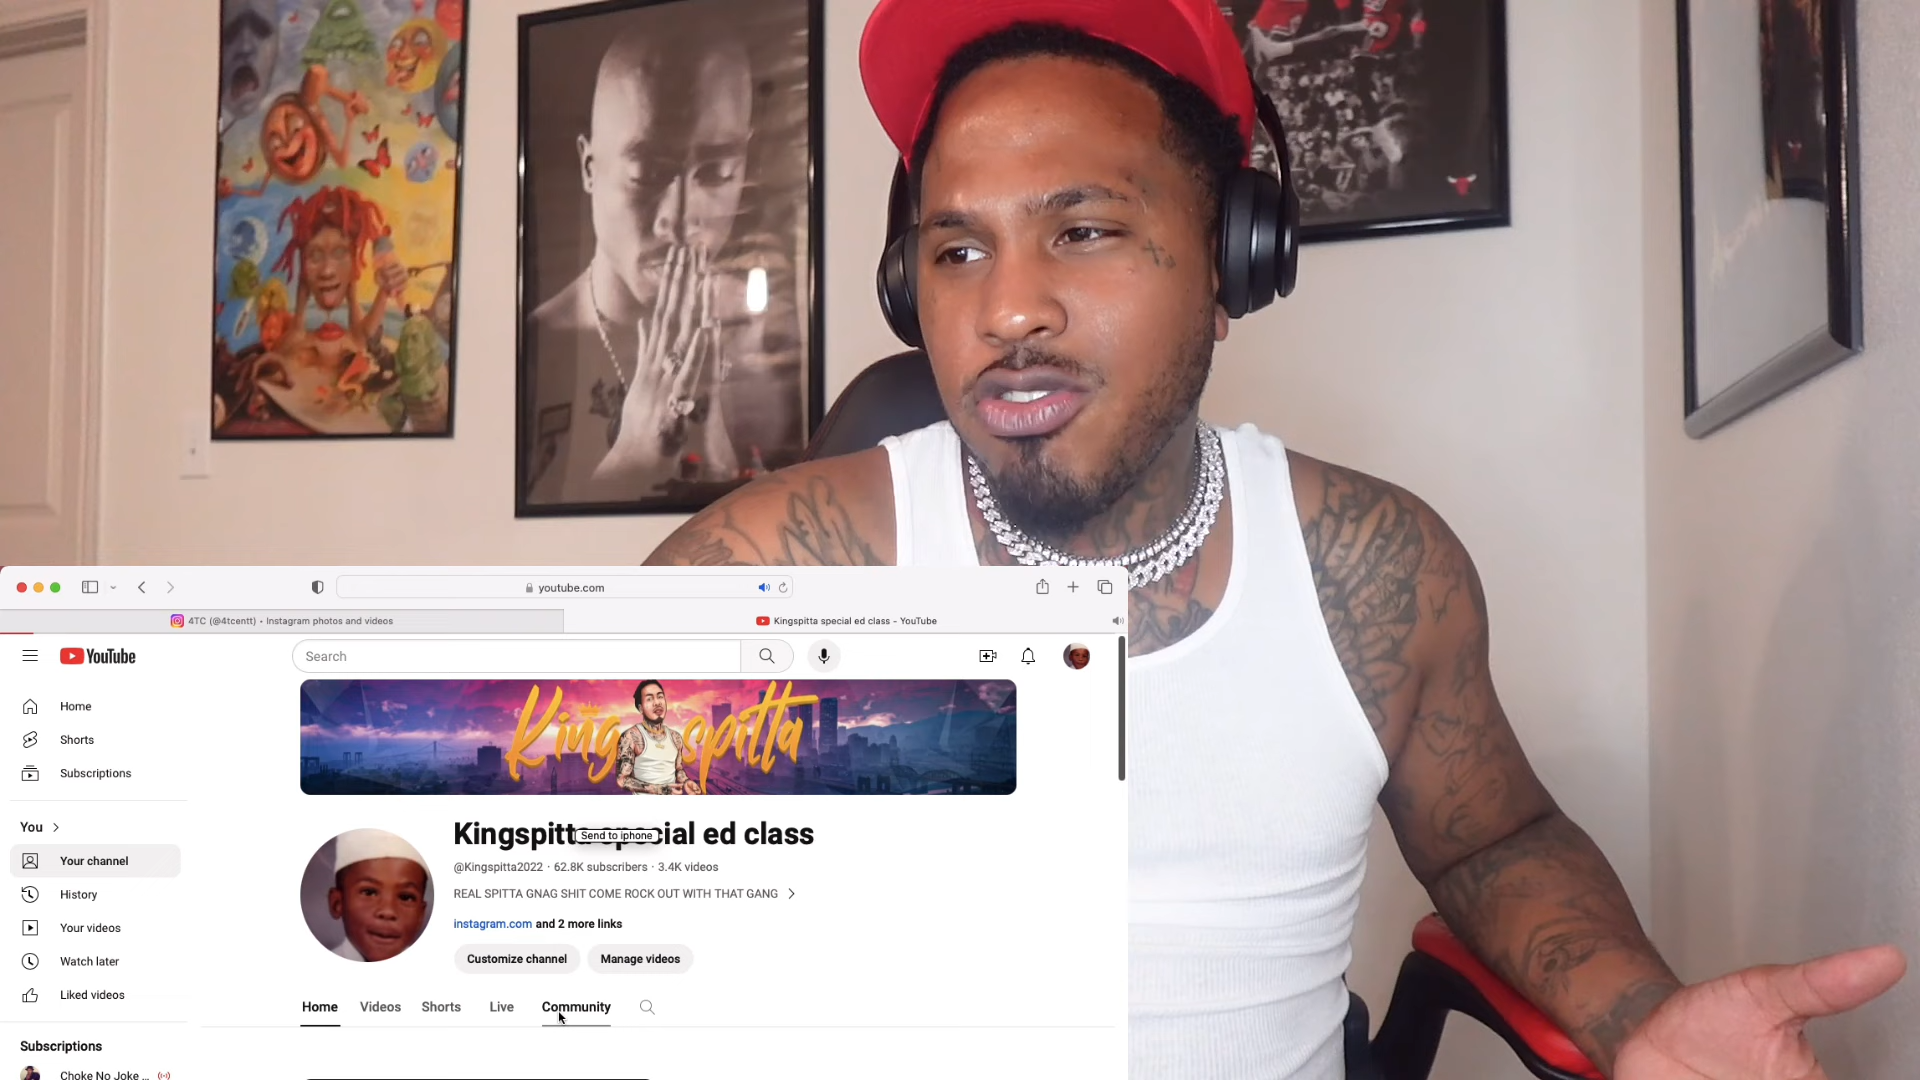 youtube.com
4TC (@4tcentt) • Instagram photos and videos
Kingspitta special ed class - YouTube
YouTube
Search
Home
Shorts
Subscriptions
You
Your channel
History
Your videos
Watch later
Liked videos
Subscriptions
Choke No Joke ...
King spitta
Kingspitta special ed class
Send to iphone
@Kingspitta2022 · 62.8K subscribers · 3.4K videos
REAL SPITTA GNAG SHIT COME ROCK OUT WITH THAT GANG
instagram.com and 2 more links
Customize channel
Manage videos
Home Videos Shorts Live Community